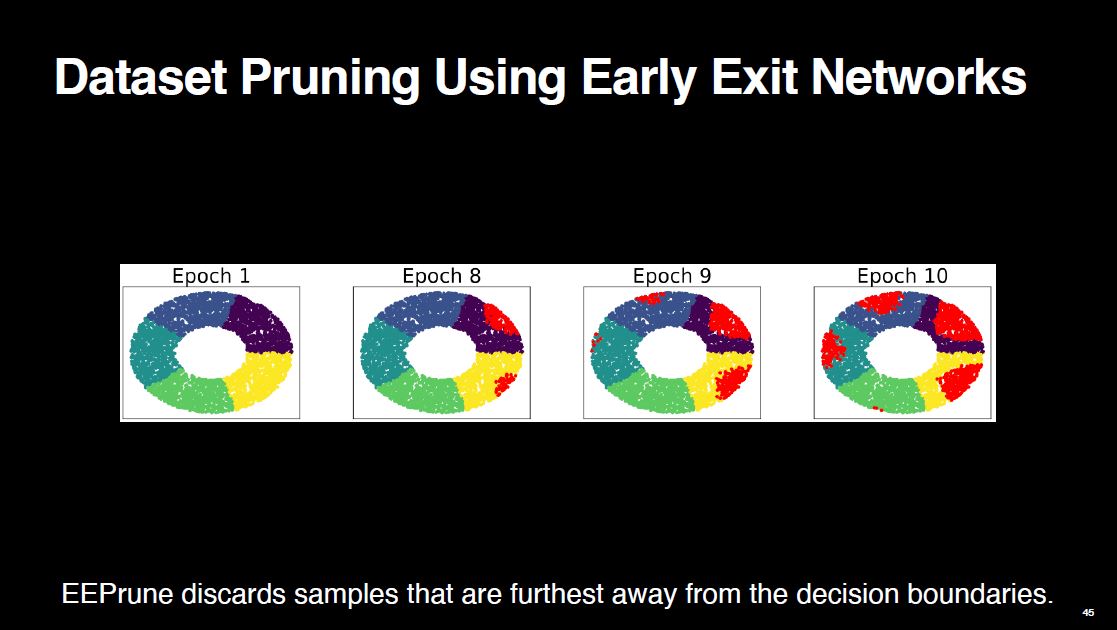 Dataset Pruning Using Early Exit Networks
Epoch 1
Epoch 8
Epoch 9
Epoch 10
EEPrune discards samples that are furthest away from the decision boundaries.
45